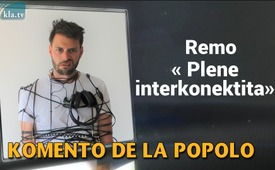 kla.tv
Remo
« Plene
interkonektita»
KOMENTO DE LA POPOLO